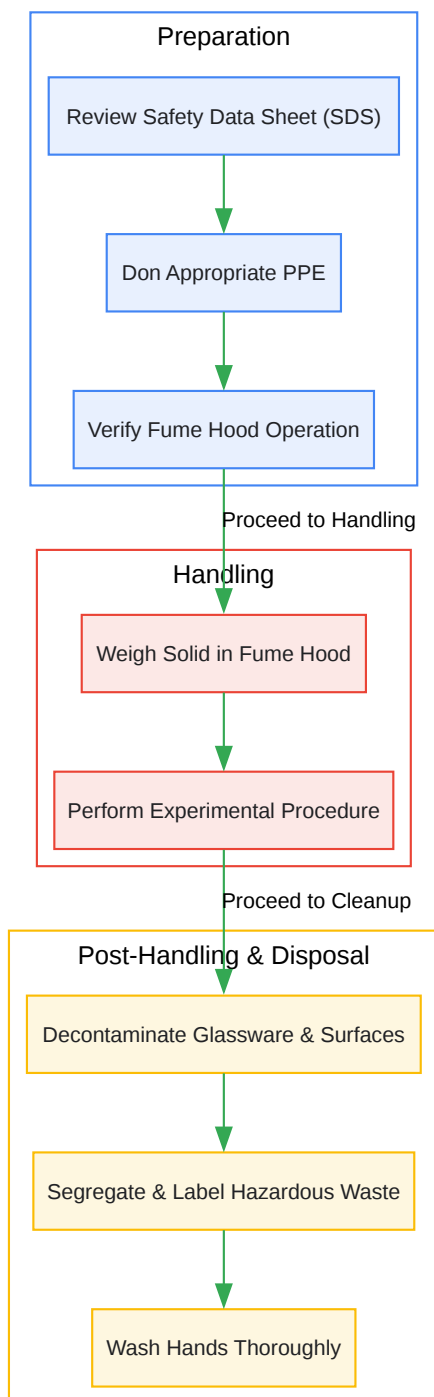 Preparation
Review Safety Data Sheet (SDS)
Don Appropriate PPE
Verify Fume Hood Operation
Proceed to Handling
Handling
Weigh Solid in Fume Hood
Perform Experimental Procedure
Proceed to Cleanup
Post-Handling & Disposal
Decontaminate Glassware & Surfaces
Segregate & Label Hazardous Waste
Wash Hands Thoroughly